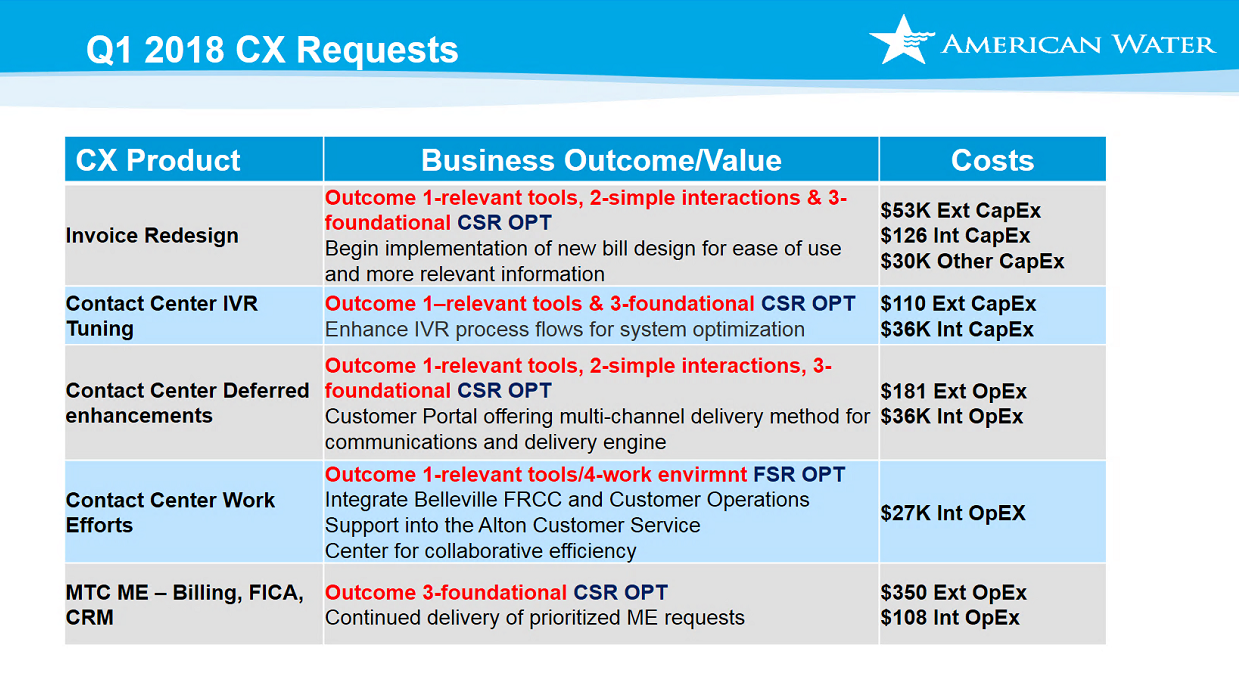 Q1 2018 CX Requests
AMERICAN WATER
CX Product
Business Outcome/Value
Costs
Invoice Redesign
Outcome 1-relevant tools, 2-simple interactions & 3-
foundational CSR OPT
Begin implementation of new bill design for ease of use
and more relevant information
$53K Ext CapEx
$126 Int CapEx
$30K Other CapEx
Contact Center IVR
Tuning
Outcome 1–relevant tools & 3-foundational CSR OPT
Enhance IVR process flows for system optimization
$110 Ext CapEx
$36K Int CapEx
Contact Center Deferred
enhancements
Outcome 1-relevant tools, 2-simple interactions, 3-
foundational CSR OPT
Customer Portal offering multi-channel delivery method for
communications and delivery engine
$181 Ext OpEx
$36K Int OpEx
Contact Center Work
Efforts
Outcome 1-relevant tools/4-work envirmnt FSR OPT
Integrate Belleville FRCC and Customer Operations
Support into the Alton Customer Service
Center for collaborative efficiency
$27K Int OpEX
MTC ME – Billing, FICA,
CRM
Outcome 3-foundational CSR OPT
Continued delivery of prioritized ME requests
$350 Ext OpEx
$108 Int OpEx